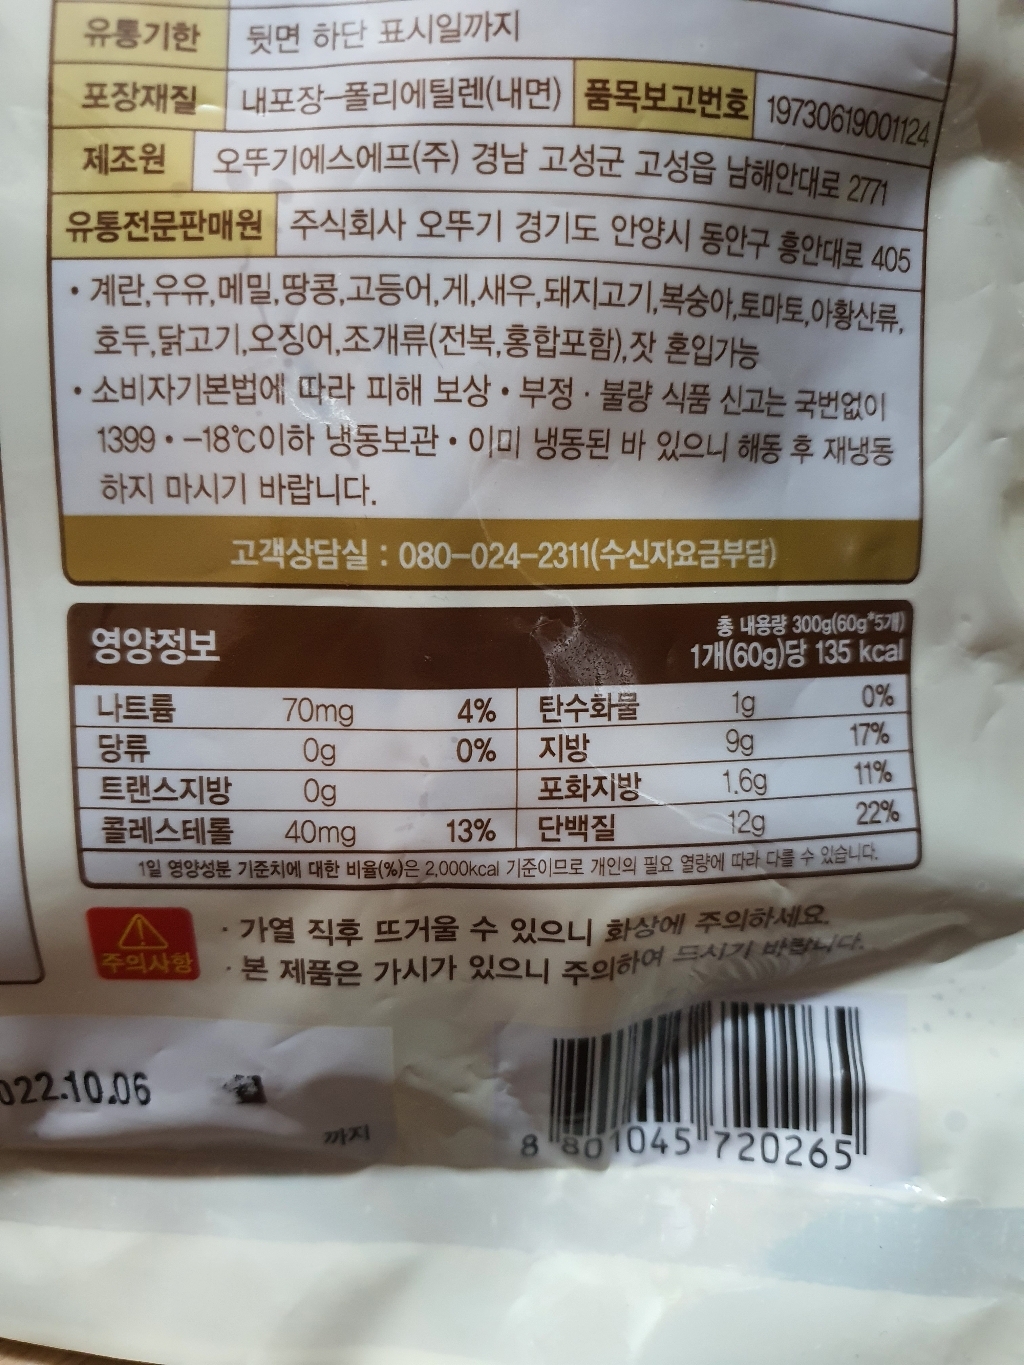 유통기한 뒷면 하단 표시일까지
포장재질 내포장-폴리에틸렌(내면) 품목보고번호 19730619001124
제조원 오뚜기에스에프(주) 경남 고성군 고성읍 남해안대로 2771
유통전문판매원 주식회사 오뚜기 경기도 안양시 동안구 흥안대로 405
• 계란,우유,메밀,땅콩,고등어,게,새우,돼지고기,복숭아,토마토,아황산류,
호두,닭고기,오징어,조개류(전복,홍합포함),잣 혼입가능
• 소비자기본법에 따라 피해 보상 • 부정 · 불량 식품 신고는 국번없이
1399 • -18℃이하 냉동보관 • 이미 냉동된 바 있으니 해동 후 재냉동
하지 마시기 바랍니다.
고객상담실 : 080-024-2311(수신자요금부담)
영양정보
총 내용량 300g(60g*5개)
1개(60g)당 135 kcal
나트륨 70mg 4% 탄수화물 1g 0%
당류 0g 0% 지방 9g 17%
트랜스지방 0g 포화지방 1.6g 11%
콜레스테롤 40mg 13% 단백질 12g 22%
1일 영양성분 기준치에 대한 비율(%)은 2,000kcal 기준이므로 개인의 필요 열량에 따라 다를 수 있습니다.
주의사항
· 가열 직후 뜨거울 수 있으니 화상에 주의하세요.
· 본 제품은 가시가 있으니 주의하여 드시기 바랍니다.
022.10.06
까지
8 801045 720265